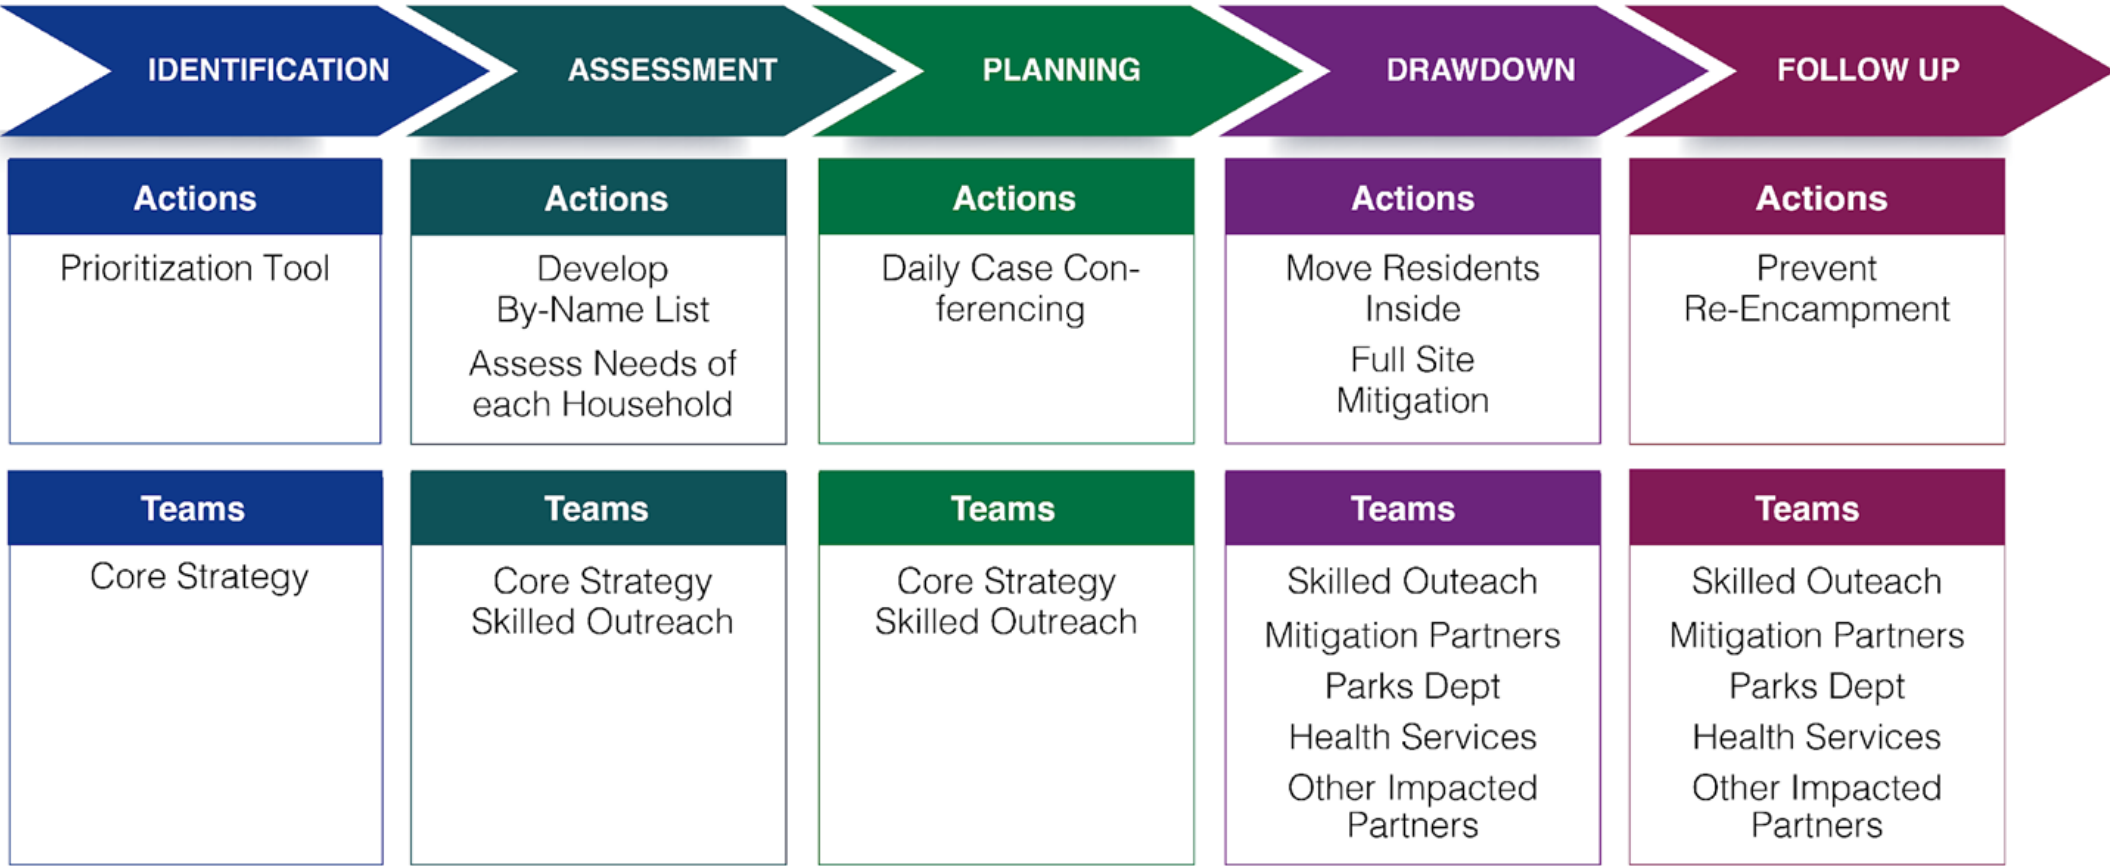 IDENTIFICATION
ASSESSMENT
PLANNING
DRAWDOWN
FOLLOW UP
Actions
Prioritization Tool
Actions
Develop
By-Name List
Assess Needs of
each Household
Actions
Daily Case Con-
ferencing
Actions
Move Residents
Inside
Full Site
Mitigation
Actions
Prevent
Re-Encampment
Teams
Core Strategy
Teams
Core Strategy
Skilled Outreach
Teams
Core Strategy
Skilled Outreach
Teams
Skilled Outeach
Mitigation Partners
Parks Dept
Health Services
Other Impacted
Partners
Teams
Skilled Outeach
Mitigation Partners
Parks Dept
Health Services
Other Impacted
Partners